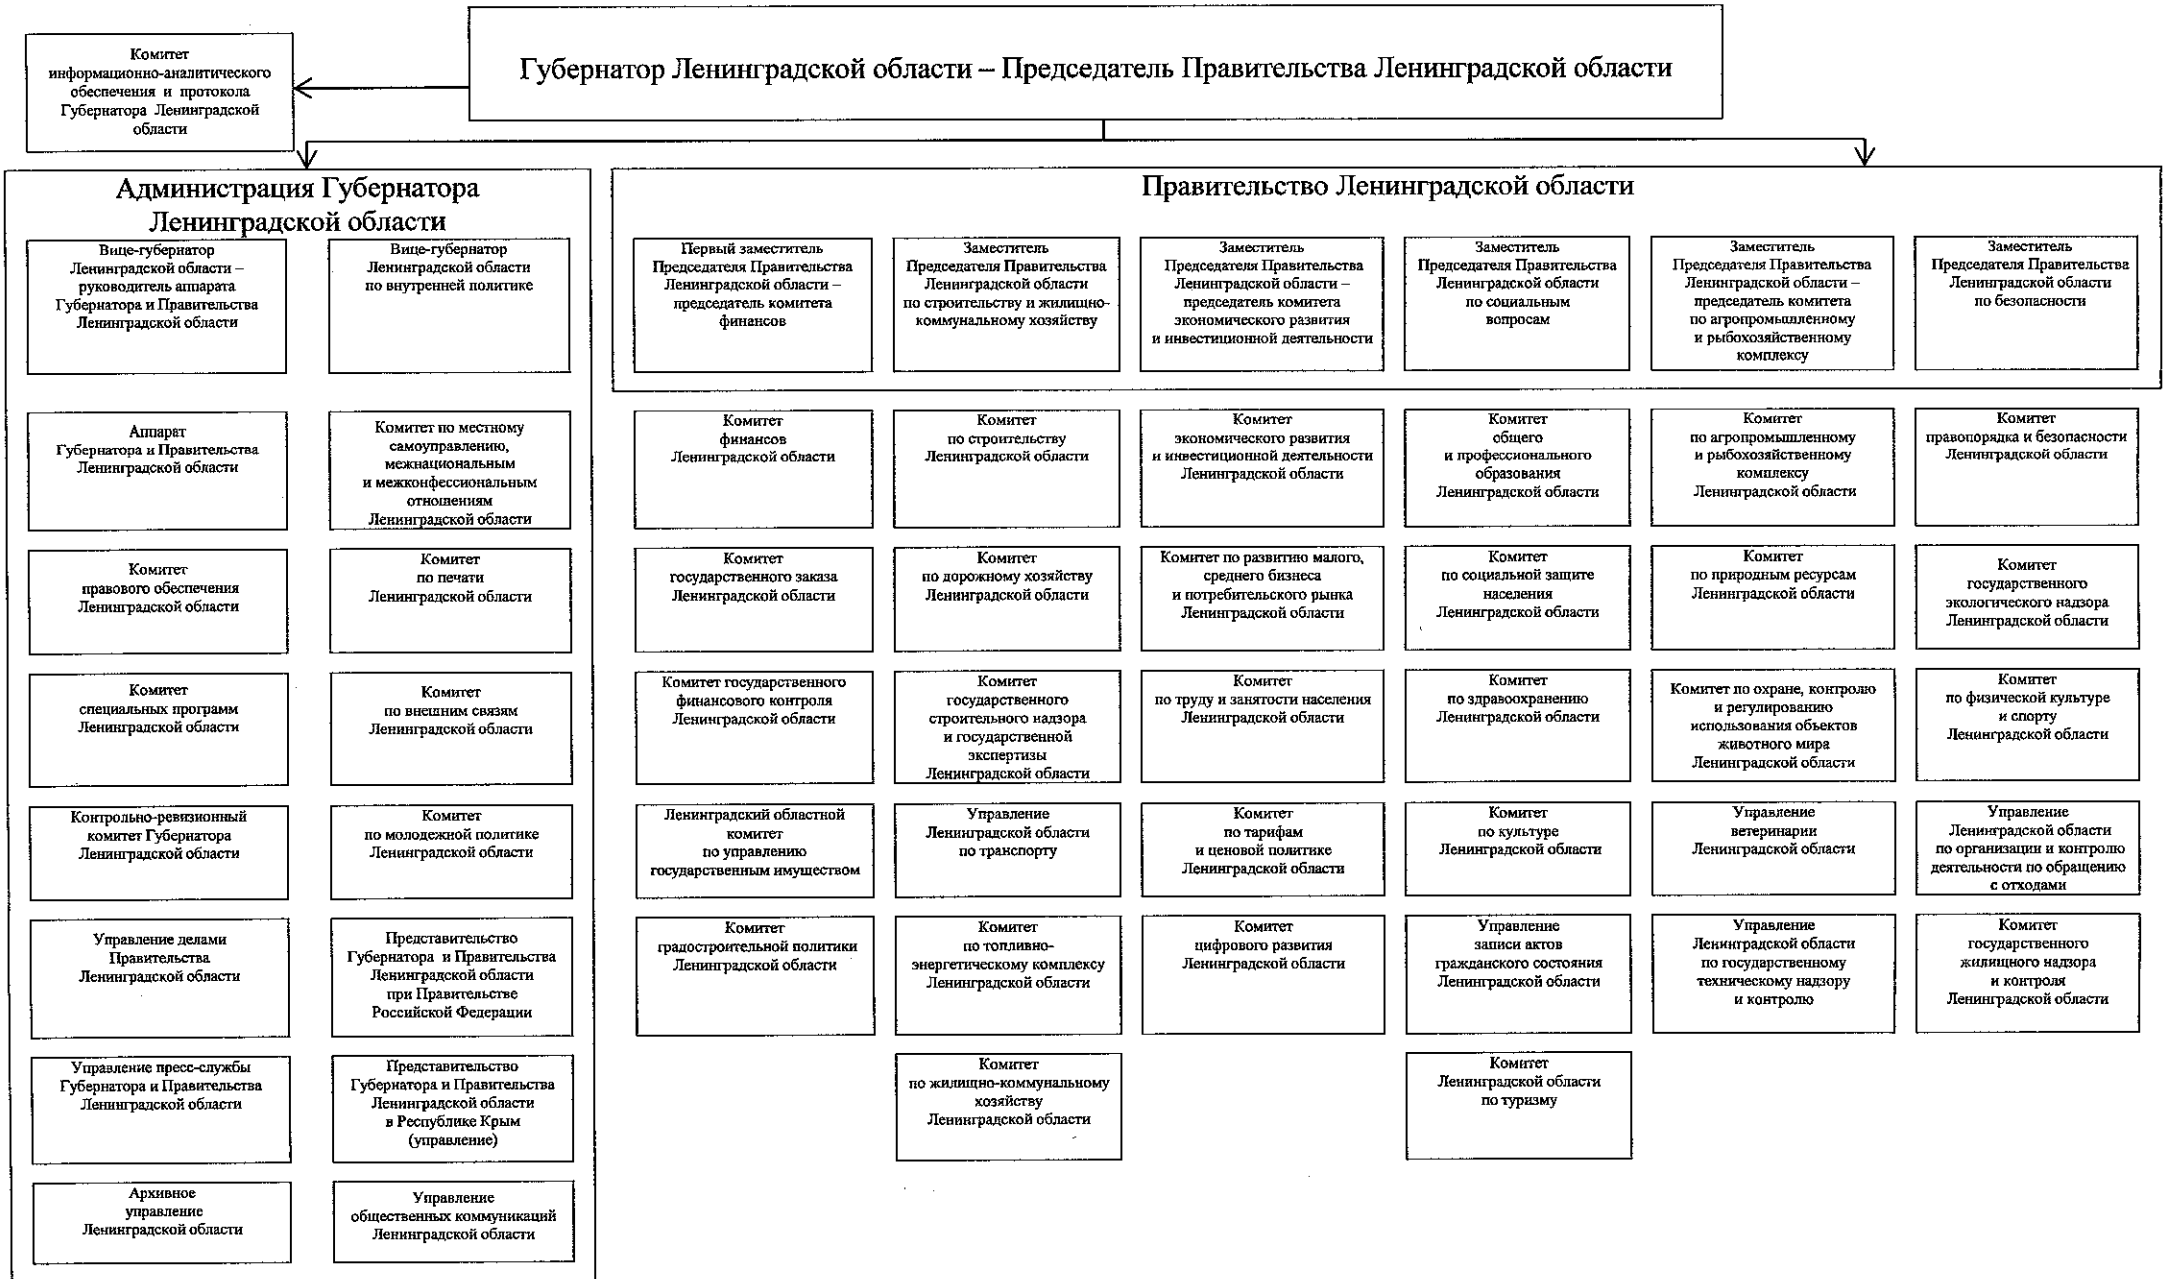 Комитет
информационно-аналитического
обеспечения и протокола
Губернатора Ленинградской
области
Губернатор Ленинградской области – Председатель Правительства Ленинградской области
Администрация Губернатора
Ленинградской области
Вице-губернатор
Ленинградской области –
руководитель аппарата
Губернатора и Правительства
Ленинградской области
Вице-губернатор
Ленинградской области
по внутренней политике
Аппарат
Губернатора и Правительства
Ленинградской области
Комитет по местному
самоуправлению,
межнациональным
и межконфессиональным
отношениям
Ленинградской области
Комитет
правового обеспечения
Ленинградской области
Комитет
по печати
Ленинградской области
Комитет
специальных программ
Ленинградской области
Комитет
по внешним связям
Ленинградской области
Контрольно-ревизионный
комитет Губернатора
Ленинградской области
Комитет
по молодежной политике
Ленинградской области
Управление делами
Правительства
Ленинградской области
Представительство
Губернатора и Правительства
Ленинградской области
при Правительстве
Российской Федерации
Управление пресс-службы
Губернатора и Правительства
Ленинградской области
Представительство
Губернатора и Правительства
Ленинградской области
в Республике Крым
(управление)
Архивное
управление
Ленинградской области
Управление
общественных коммуникаций
Ленинградской области
Правительство Ленинградской области
Первый заместитель
Председателя Правительства
Ленинградской области –
председатель комитета
финансов
Заместитель
Председателя Правительства
Ленинградской области
по строительству и жилищно-
коммунальному хозяйству
Заместитель
Председателя Правительства
Ленинградской области –
председатель комитета
экономического развития
и инвестиционной деятельности
Заместитель
Председателя Правительства
Ленинградской области
по социальным
вопросам
Заместитель
Председателя Правительства
Ленинградской области –
председатель комитета
по агропромышленному
и рыбохозяйственному
комплексу
Заместитель
Председателя Правительства
Ленинградской области
по безопасности
Комитет
финансов
Ленинградской области
Комитет
по строительству
Ленинградской области
Комитет
экономического развития
и инвестиционной деятельности
Ленинградской области
Комитет
общего
и профессионального
образования
Ленинградской области
Комитет
по агропромышленному
и рыбохозяйственному
комплексу
Ленинградской области
Комитет
правопорядка и безопасности
Ленинградской области
Комитет
государственного заказа
Ленинградской области
Комитет
по дорожному хозяйству
Ленинградской области
Комитет по развитию малого,
среднего бизнеса
и потребительского рынка
Ленинградской области
Комитет
по социальной защите
населения
Ленинградской области
Комитет
по природным ресурсам
Ленинградской области
Комитет
государственного
экологического надзора
Ленинградской области
Комитет государственного
финансового контроля
Ленинградской области
Комитет
государственного
строительного надзора
и государственной
экспертизы
Ленинградской области
Комитет
по труду и занятости населения
Ленинградской области
Комитет
по здравоохранению
Ленинградской области
Комитет по охране, контролю
и регулированию
использования объектов
животного мира
Ленинградской области
Комитет
по физической культуре
и спорту
Ленинградской области
Ленинградский областной
комитет
по управлению
государственным имуществом
Управление
Ленинградской области
по транспорту
Комитет
по тарифам
и ценовой политике
Ленинградской области
Комитет
по культуре
Ленинградской области
Управление
ветеринарии
Ленинградской области
Управление
Ленинградской области
по организации и контролю
деятельности по обращению
с отходами
Комитет
градостроительной политики
Ленинградской области
Комитет
по топливно-
энергетическому комплексу
Ленинградской области
Комитет
цифрового развития
Ленинградской области
Управление
записи актов
гражданского состояния
Ленинградской области
Управление
Ленинградской области
по государственному
техническому надзору
и контролю
Комитет
государственного
жилищного надзора
и контроля
Ленинградской области
Комитет
по жилищно-коммунальному
хозяйству
Ленинградской области
Комитет
Ленинградской области
по туризму